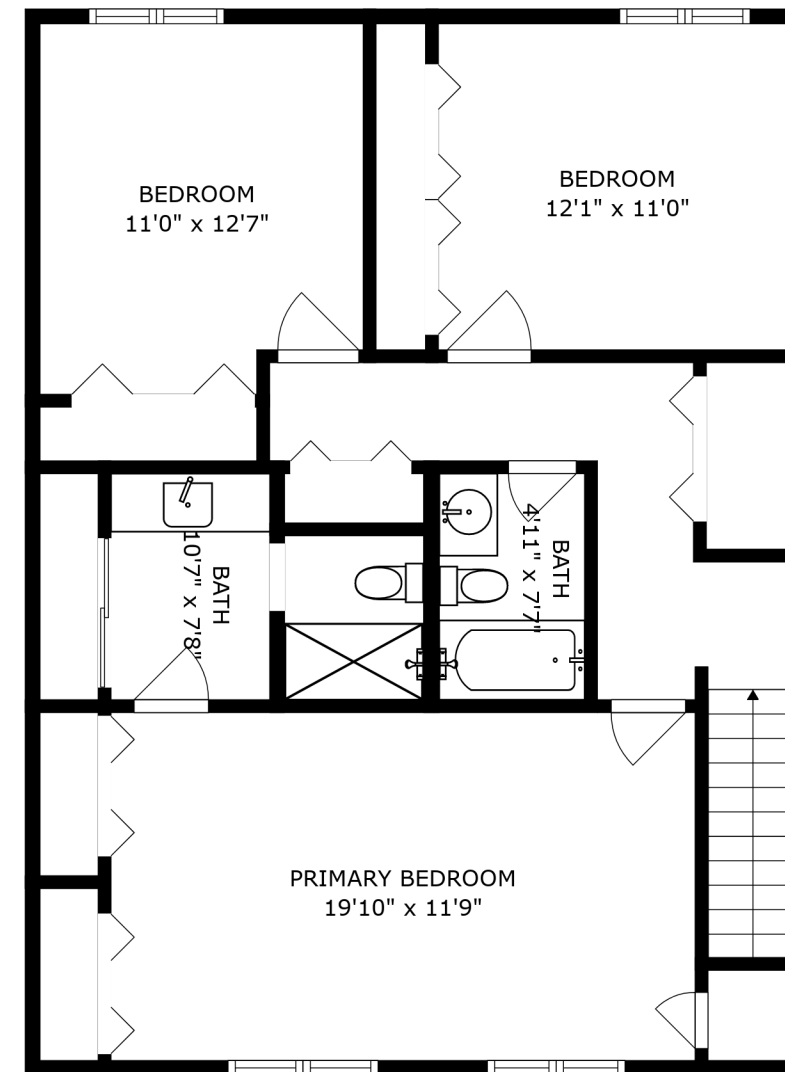 BEDROOM
11'0" x 12'7"
BEDROOM
12'1" x 11'0"
BATH
10'7" x 7'8"
BATH
4'11" x 7'7"
PRIMARY BEDROOM
19'10" x 11'9"